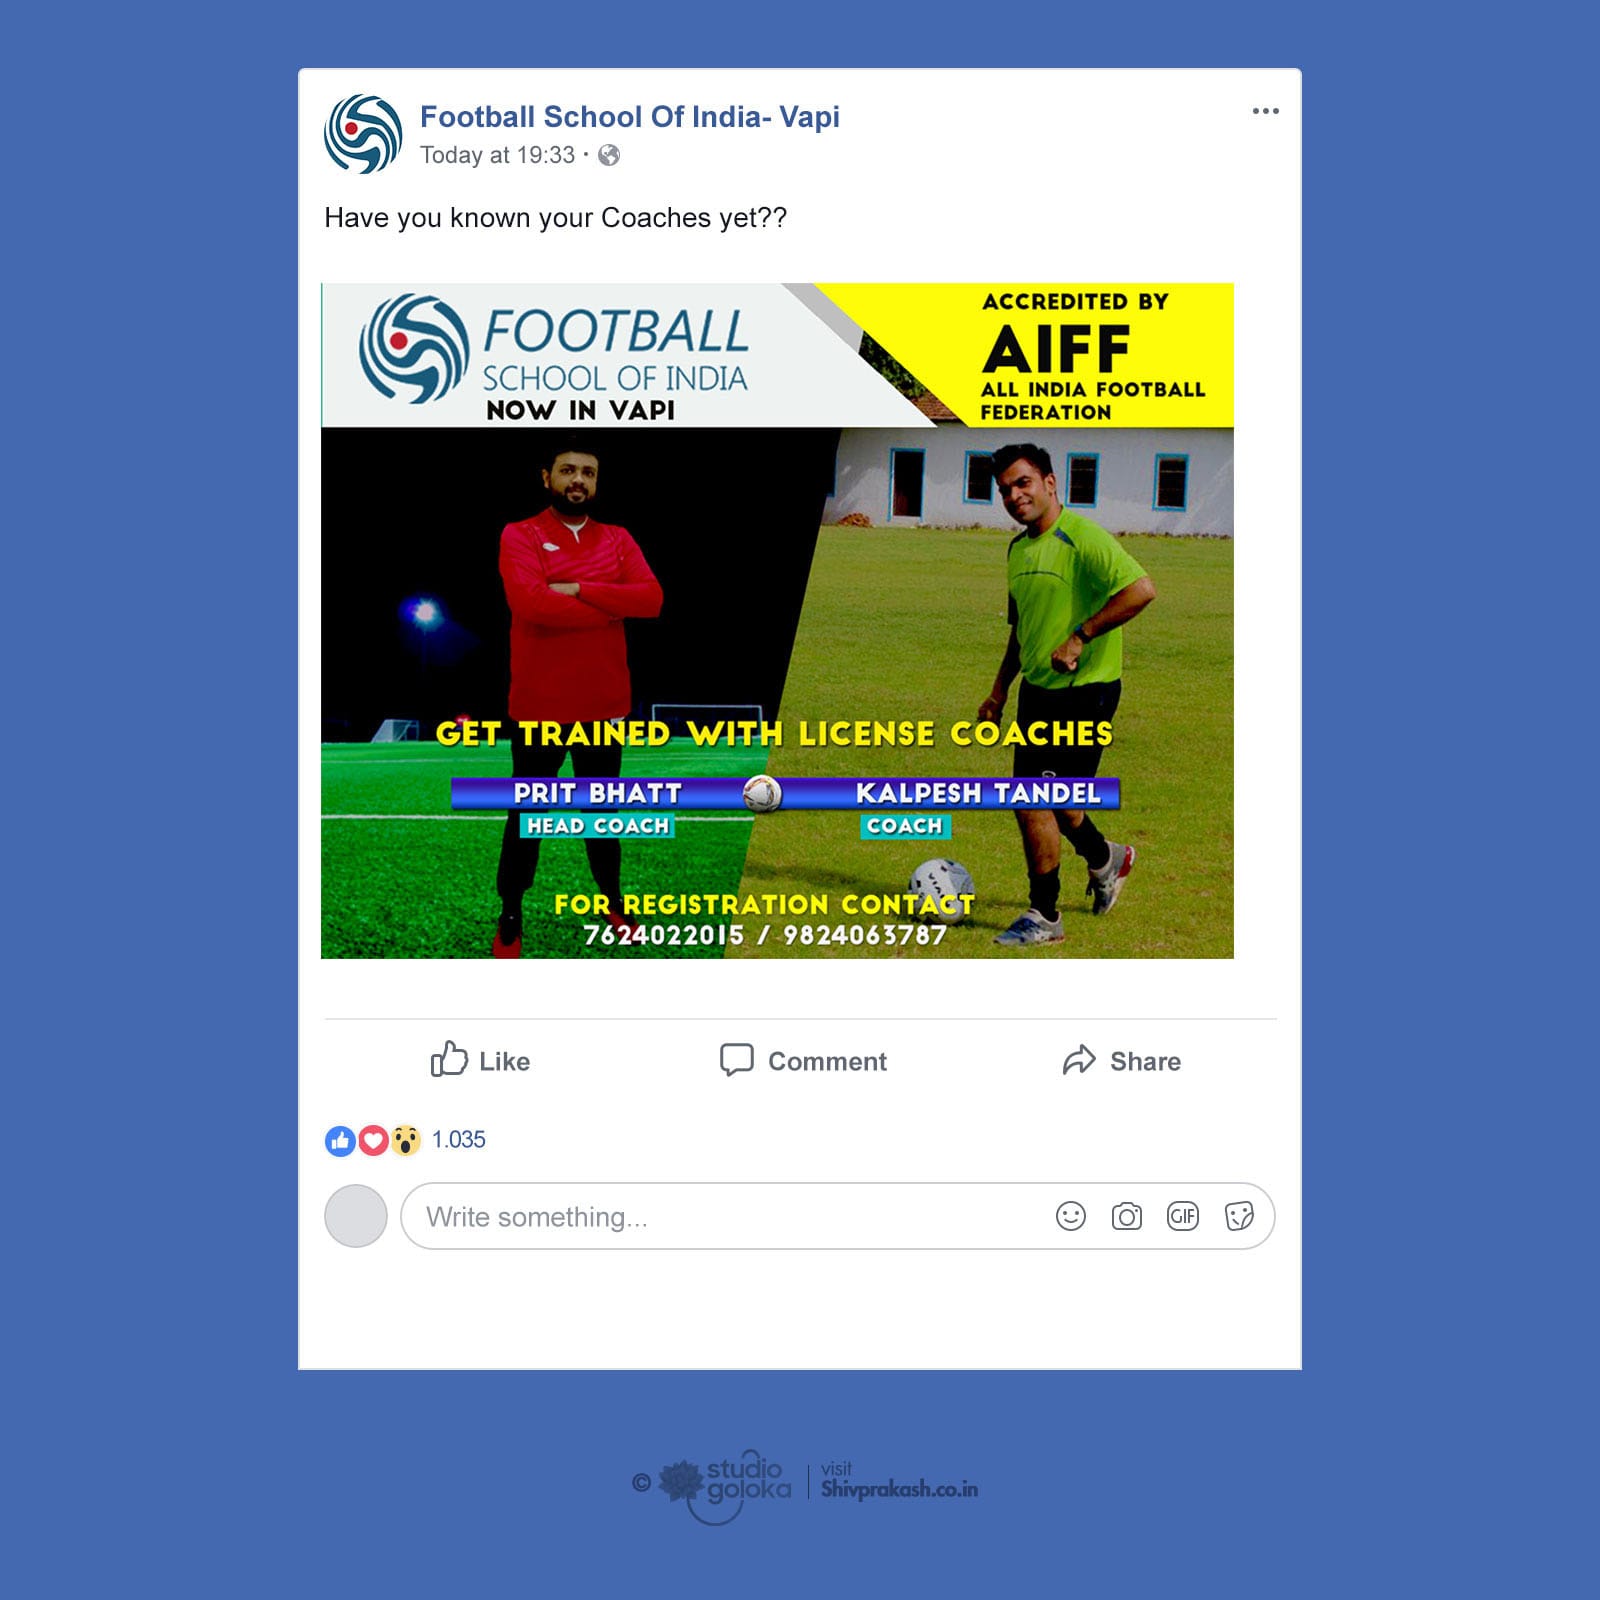 Football School Of India- Vapi
Today at 19:33 ·
Have you known your Coaches yet??
FOOTBALL
SCHOOL OF INDIA
NOW IN VAPI
ACCREDITED BY
AIFF
ALL INDIA FOOTBALL
FEDERATION
GET TRAINED WITH LICENSE COACHES
PRIT BHATT
HEAD COACH
KALPESH TANDEL
COACH
FOR REGISTRATION CONTACT
7624022015 / 9824063787
Like
Comment
Share
1.035
Write something...
GIF
© studio
goloka
visit
Shivprakash.co.in